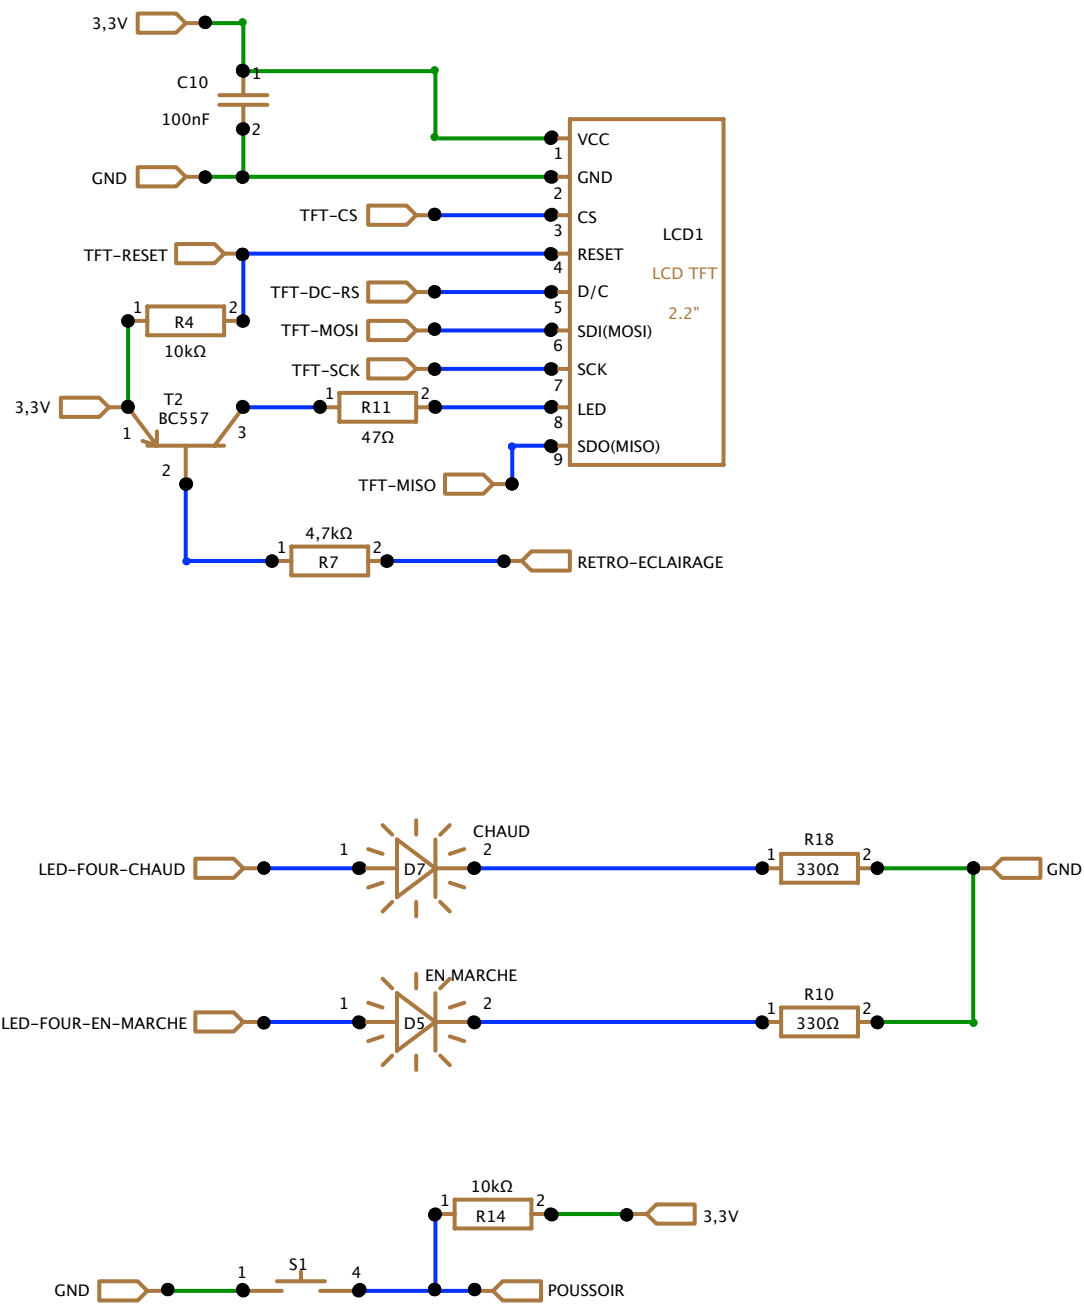 3,3V
1
C10
100nF
2
GND
VCC
1
GND
2
TFT-CS
CS
3
LCD1
TFT-RESET
RESET
4
LCD TFT
TFT-DC-RS
D/C
5
2.2"
1
2
R4
10kΩ
TFT-MOSI
SDI(MOSI)
6
TFT-SCK
SCK
7
3,3V
T2
BC557
1
3
2
1
2
R11
47Ω
LED
8
SDO(MISO)
9
TFT-MISO
4,7kΩ
1
2
R7
RETRO-ECLAIRAGE
CHAUD
LED-FOUR-CHAUD
1
D7
2
R18
1
2
330Ω
GND
EN MARCHE
LED-FOUR-EN-MARCHE
1
D5
2
R10
1
2
330Ω
10kΩ
1
2
R14
3,3V
GND
1
S1
4
POUSSOIR